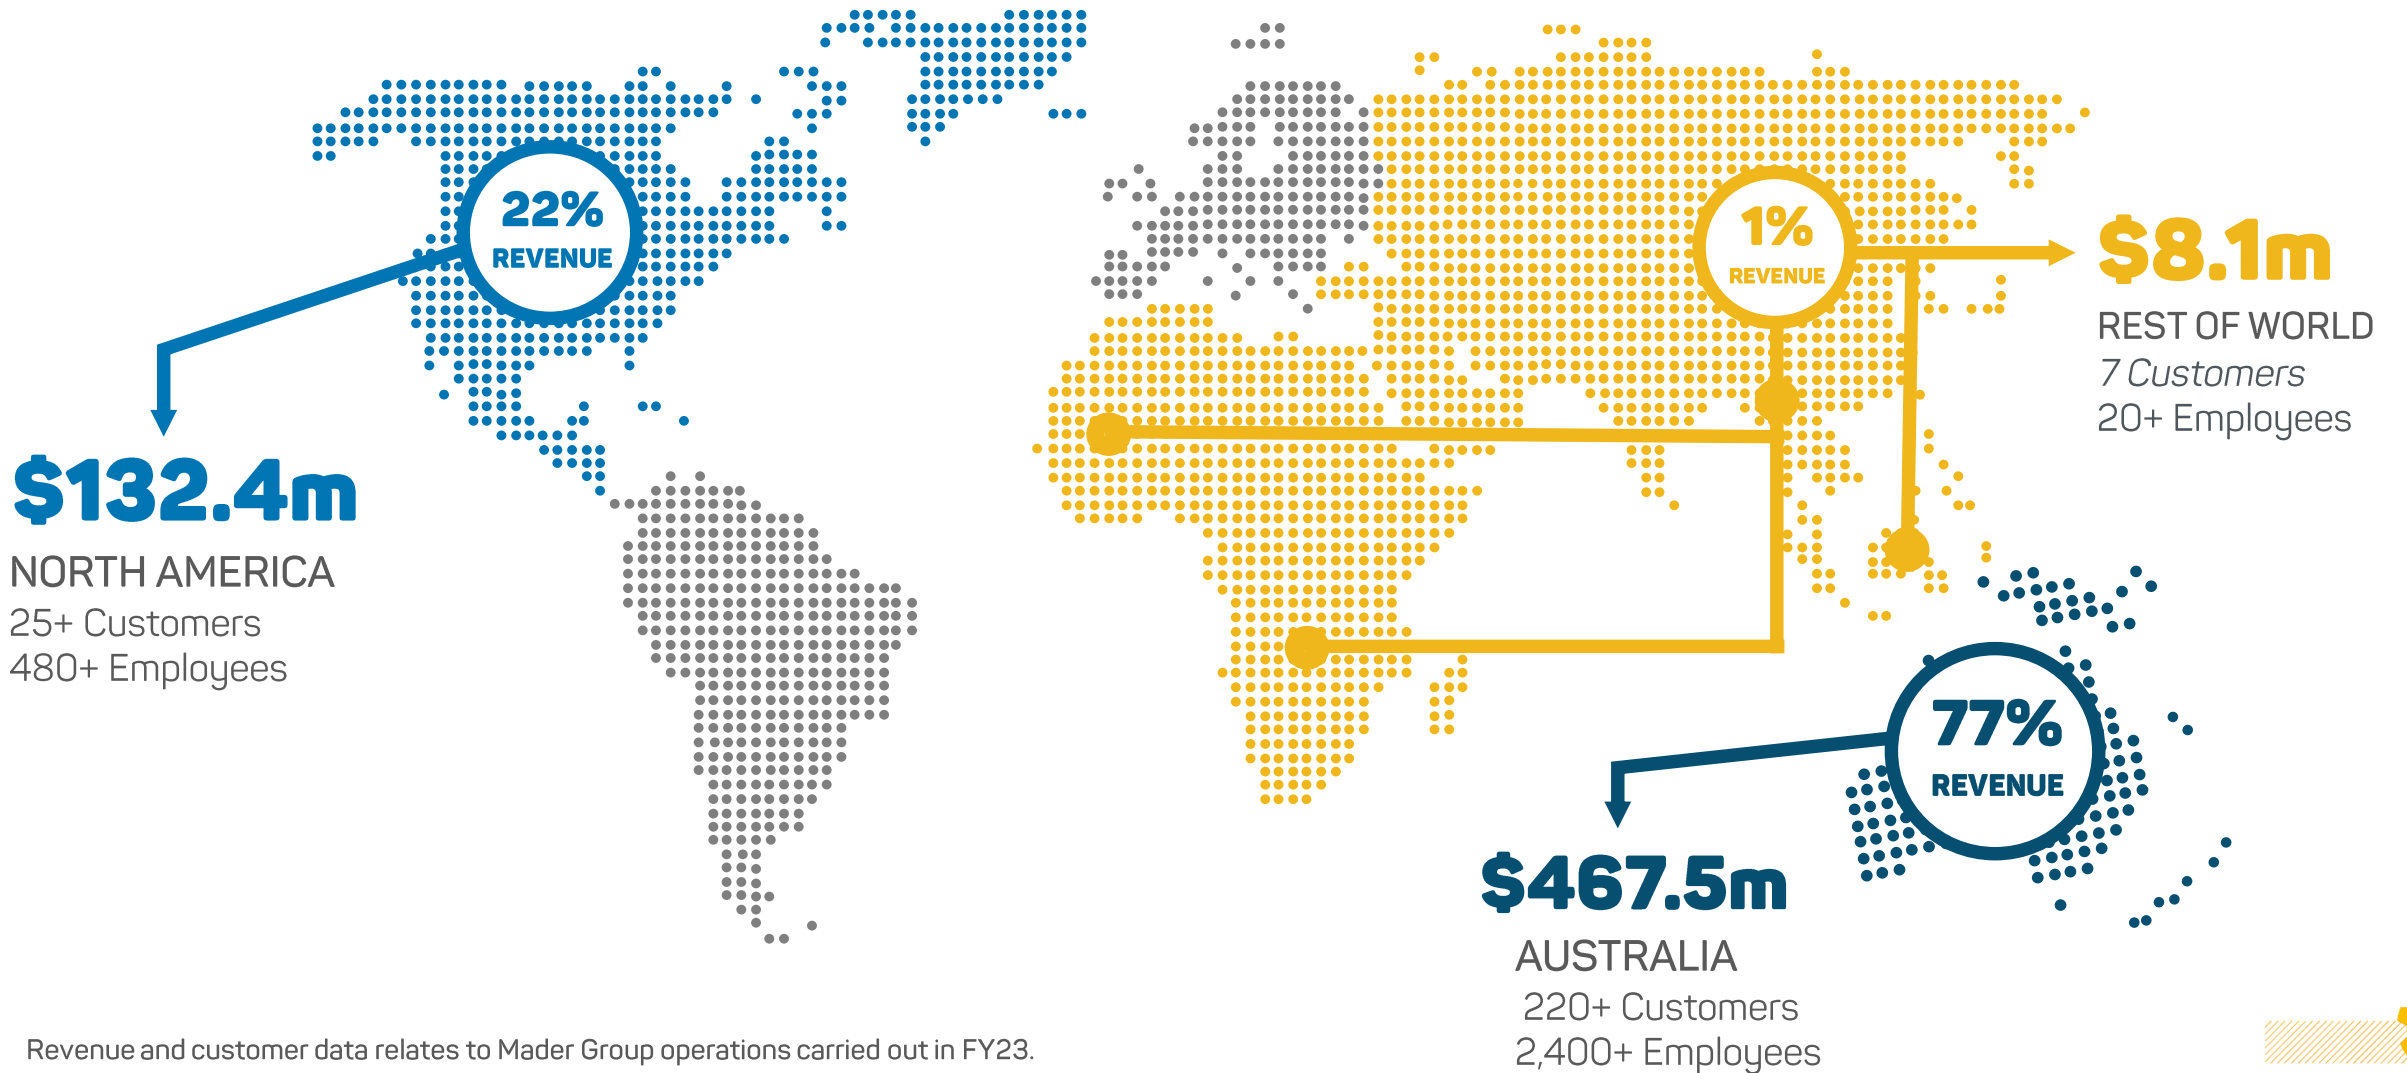 22%
REVENUE
$132.4m
NORTH AMERICA
25+ Customers
480+ Employees
1%
REVENUE
$8.1m
REST OF WORLD
7 Customers
20+ Employees
77%
REVENUE
$467.5m
AUSTRALIA
220+ Customers
2,400+ Employees
Revenue and customer data relates to Mader Group operations carried out in FY23.